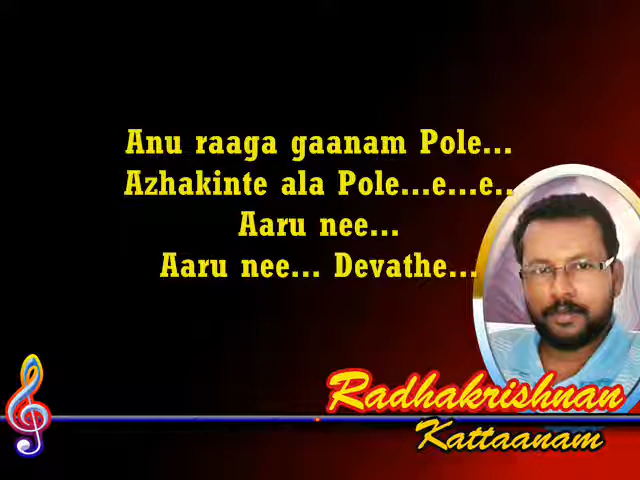 Anu raaga gaanam Pole...
Azhakinte ala Pole...e...e..
Aaru nee...
Aaru nee... Devathe...
Radhakrishnan
Kattaanam